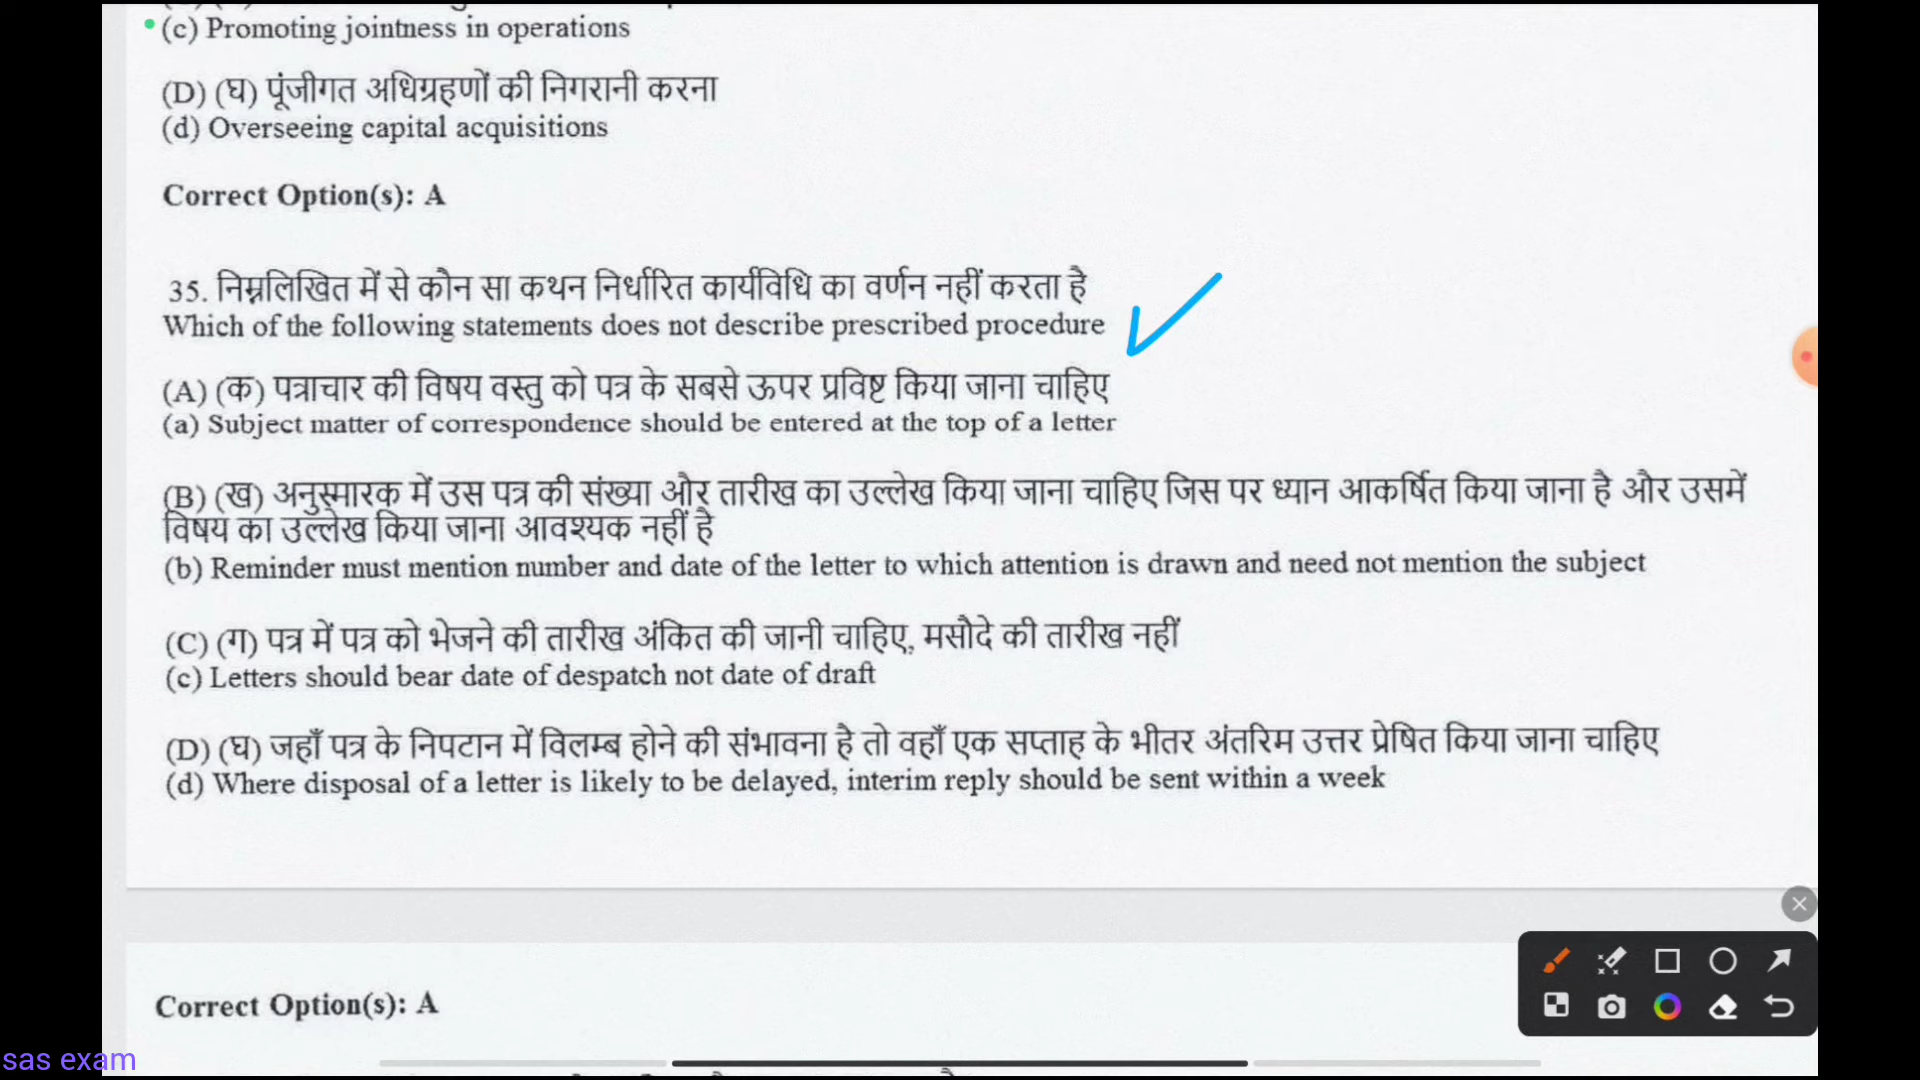 (c) Promoting jointness in operations
(D) (घ) पूंजीगत अधिग्रहणों की निगरानी करना
(d) Overseeing capital acquisitions
Correct Option(s): A
35. निम्नलिखित में से कौन सा कथन निर्धारित कार्यविधि का वर्णन नहीं करता है
Which of the following statements does not describe prescribed procedure
(A) (क) पत्राचार की विषय वस्तु को पत्र के सबसे ऊपर प्रविष्ट किया जाना चाहिए
(a) Subject matter of correspondence should be entered at the top of a letter
(B) (ख) अनुस्मारक में उस पत्र की संख्या और तारीख का उल्लेख किया जाना चाहिए जिस पर ध्यान आकर्षित किया जाना है और उसमें
विषय का उल्लेख किया जाना आवश्यक नहीं है
(b) Reminder must mention number and date of the letter to which attention is drawn and need not mention the subject
(C) (ग) पत्र में पत्र को भेजने की तारीख अंकित की जानी चाहिए, मसौदे की तारीख नहीं
(c) Letters should bear date of despatch not date of draft
(D) (घ) जहाँ पत्र के निपटान में विलम्ब होने की संभावना है तो वहाँ एक सप्ताह के भीतर अंतरिम उत्तर प्रेषित किया जाना चाहिए
(d) Where disposal of a letter is likely to be delayed, interim reply should be sent within a week
Correct Option(s): A
sas exam